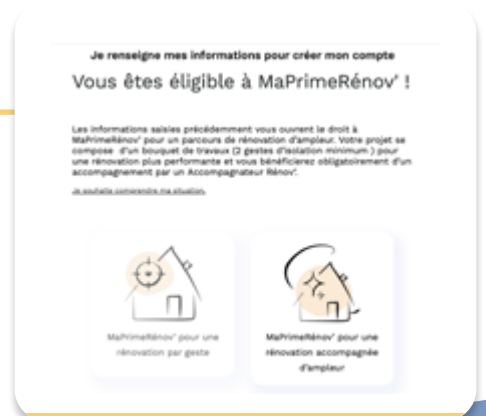 Je renseigne mes informations pour créer mon compte
Vous êtes éligible à MaPrimeRénov' !
Les informations saisies précédemment vous ouvrent le droit à
MaPrimeRénov' pour un parcours de rénovation d'ampleur. Votre projet se
compose d'un bouquet de travaux (2 gestes d'isolation minimum ) pour
une rénovation plus performante et vous bénéficierez obligatoirement d'un
accompagnement par un Accompagnateur Rénov'.
Je souhaite comprendre ma situation.
MaPrimeRénov' pour une
rénovation par geste
MaPrimeRénov' pour une
rénovation accompagnée
d'ampleur